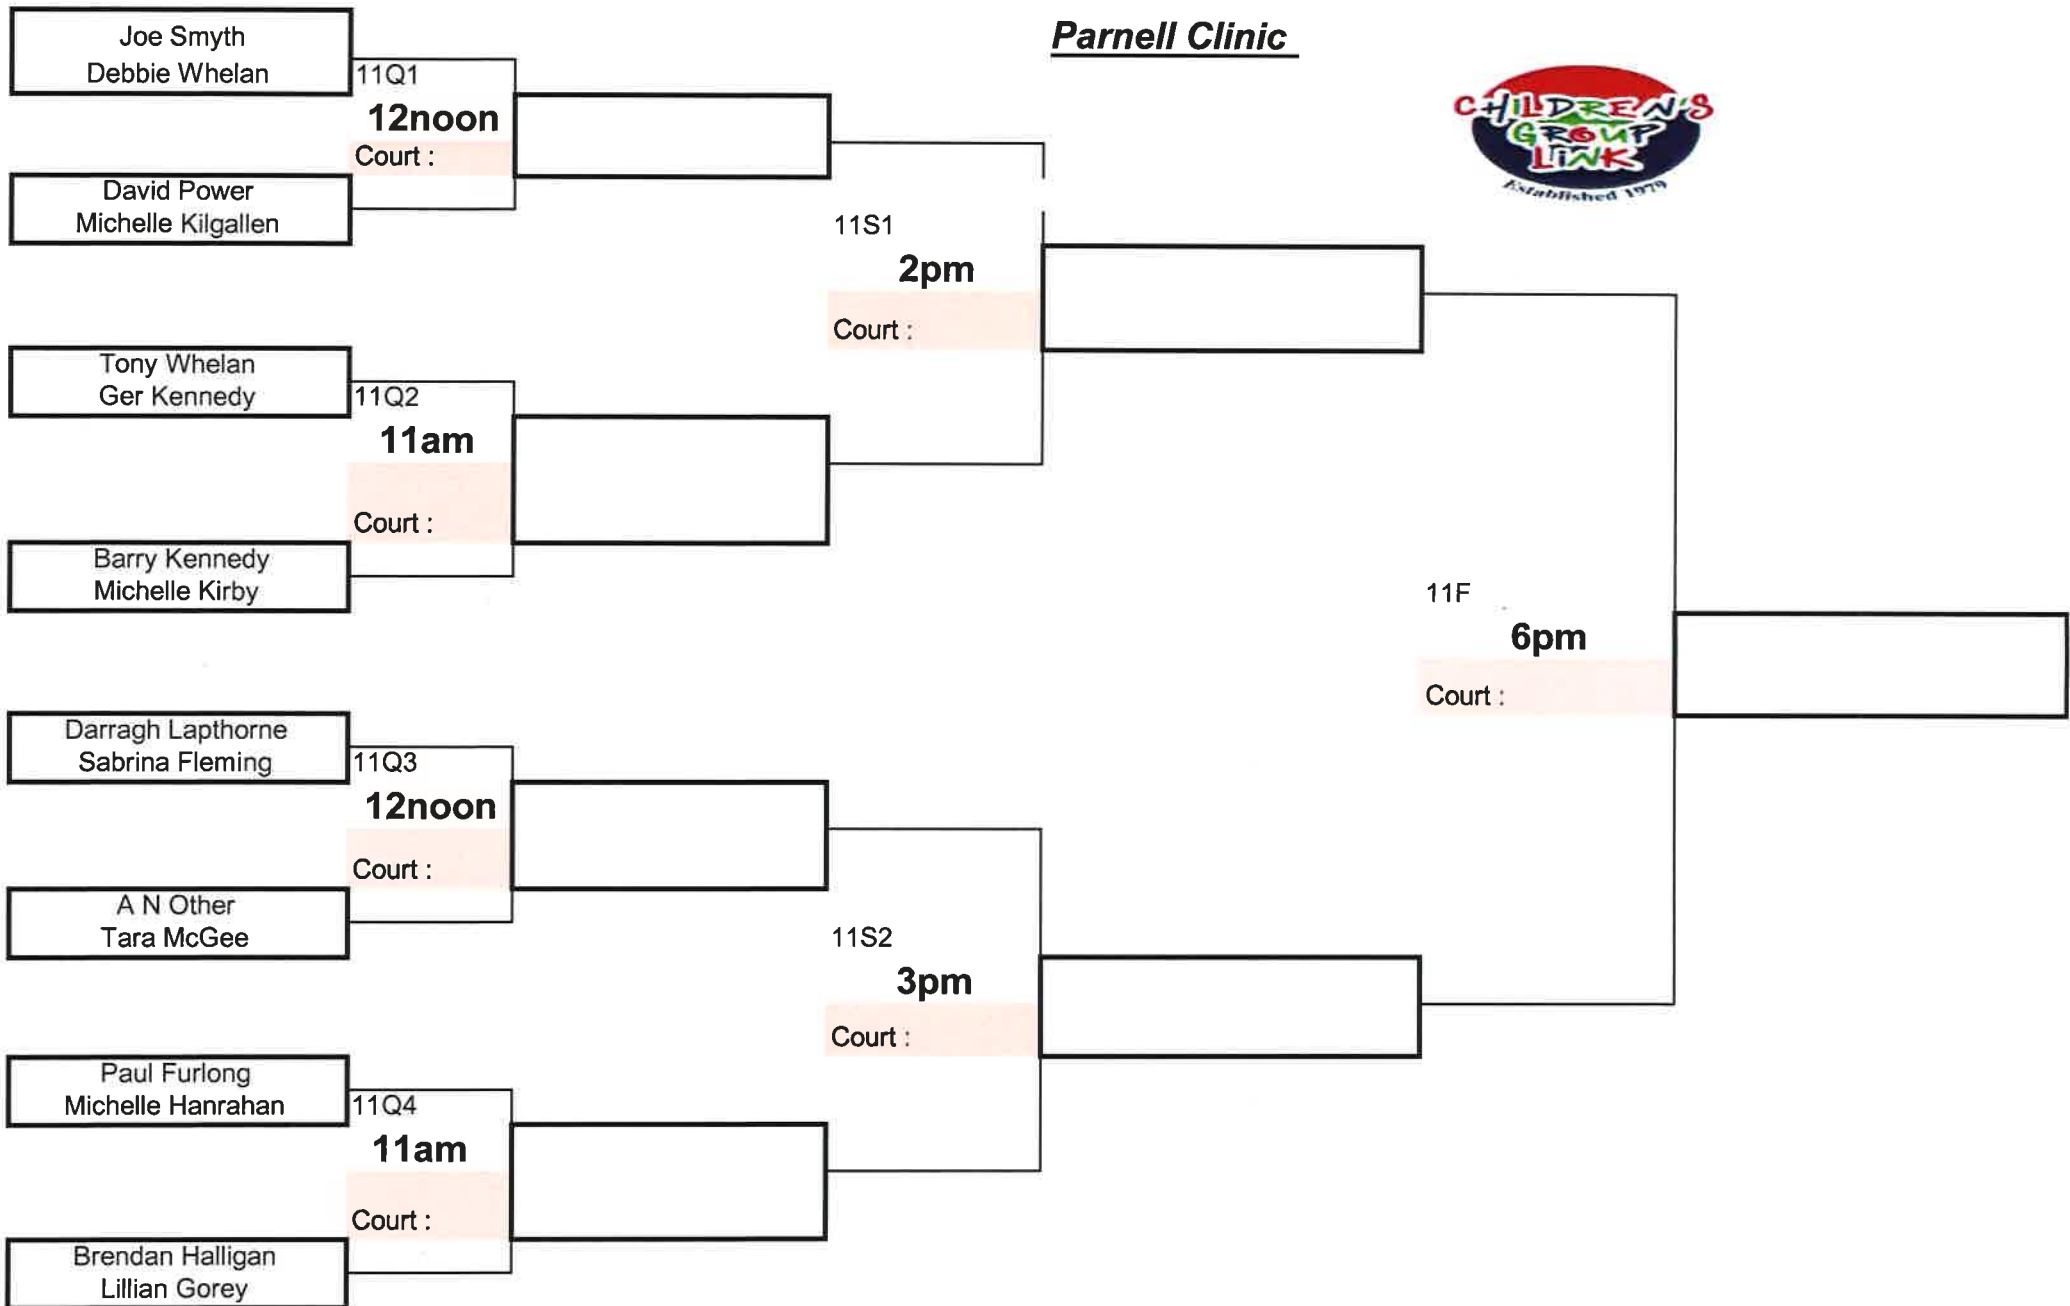 Parnell Clinic
CHILDREN'S
GROUP
LINK
Established 1979
Joe Smyth
Debbie Whelan
11Q1
12noon
Court :
David Power
Michelle Kilgallen
11S1
2pm
Court :
Tony Whelan
Ger Kennedy
11Q2
11am
Court :
Barry Kennedy
Michelle Kirby
11F
6pm
Court :
Darragh Lapthorne
Sabrina Fleming
11Q3
12noon
Court :
A N Other
Tara McGee
11S2
3pm
Court :
Paul Furlong
Michelle Hanrahan
11Q4
11am
Court :
Brendan Halligan
Lillian Gorey